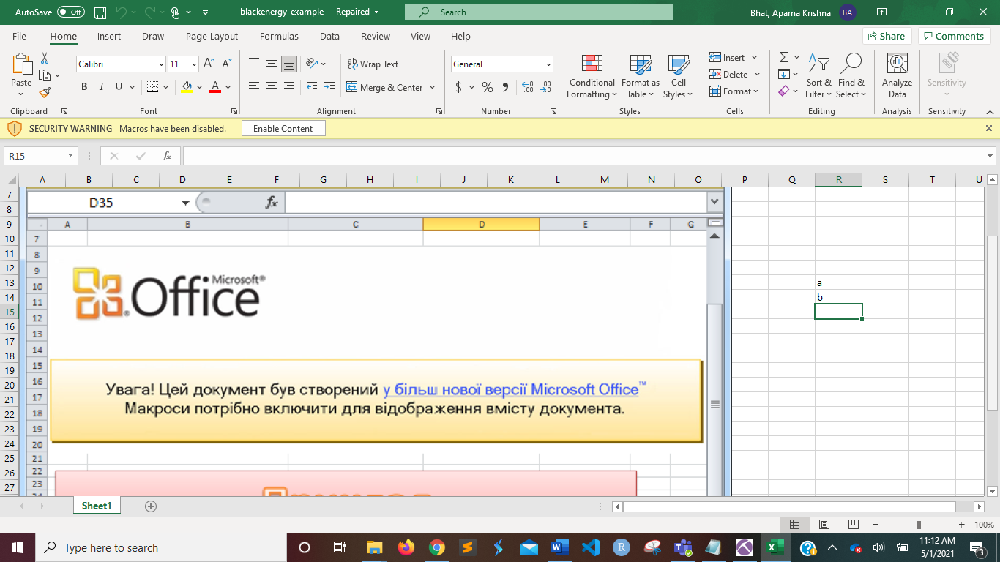 AutoSave Off blackenergy-example - Repaired Search Bhat, Aparna Krishna BA
File Home Insert Draw Page Layout Formulas Data Review View Help Share Comments
Paste
Calibri 11
B I U
A A
ab Wrap Text
Merge & Center
General
$ % 9
Conditional Formatting
Format as Table
Cell Styles
Insert
Delete
Format
Sort & Filter
Find & Select
Analyze Data
Sensitivity
Clipboard Font Alignment Number Styles Cells Editing Analysis Sensitivity
SECURITY WARNING Macros have been disabled. Enable Content
R15 fx
A B C D E F G H I J K L M N O P Q R S T U
7
8
9
10
11
12
13
14
15
16
17
18
19
20
21
22
23
24
25
26
27
D35 fx
A B C D E F G
7
8
9
10
11
12
13
14
15
16
17
18
19
20
21
22
23
Microsoft®
Office
Увага! Цей документ був створений у більш нової версії Microsoft Office™
Макроси потрібно включити для відображення вмісту документа.
a
b
Sheet1
100%
Type here to search
11:12 AM
5/1/2021
3